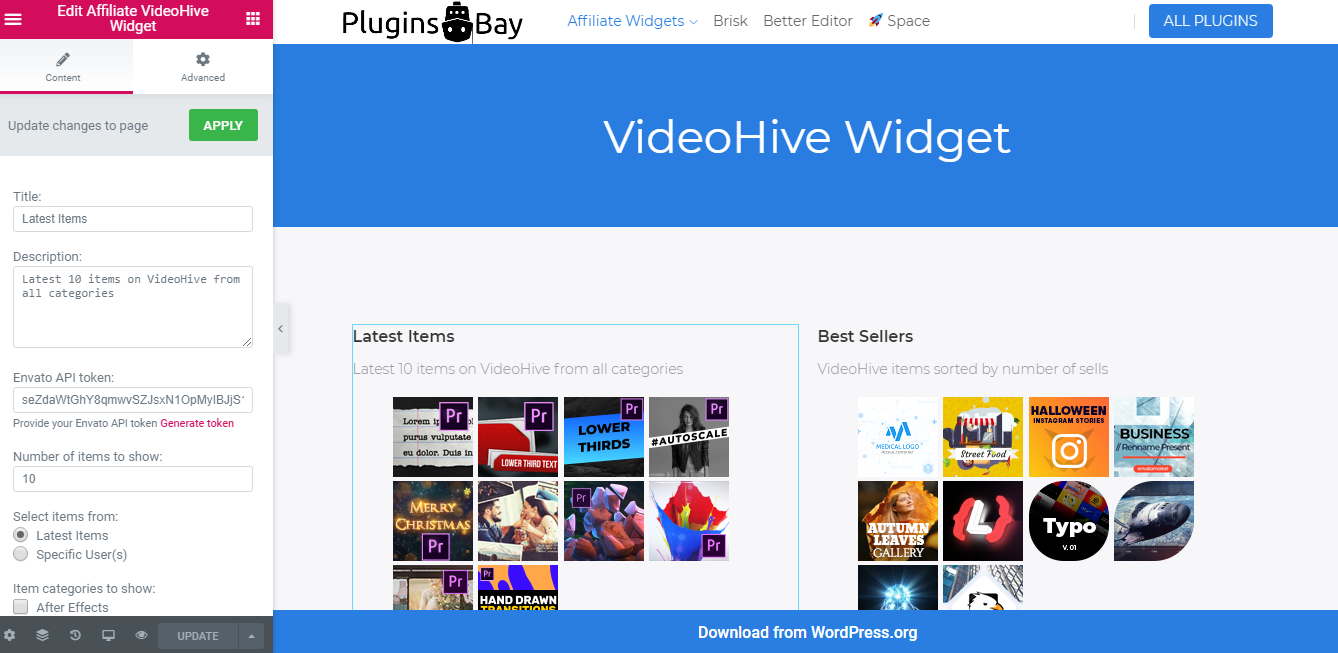 Edit Affiliate VideoHive
Widget
Content
Advanced
Update changes to page
APPLY
Title:
Latest Items
Description:
Latest 10 items on VideoHive from
all categories
Envato API token:
Provide your Envato API token Generate token
Number of items to show:
10
Select items from:
Latest Items
Specific User(s)
Item categories to show:
After Effects
UPDATE
Plugins Bay
Affiliate Widgets
Brisk
Better Editor
🚀 Space
ALL PLUGINS
VideoHive Widget
Latest Items
Latest 10 items on VideoHive from all categories
Pr
Lorem
purus vulputate
eu dolor. Duis in
Pr
LOWER THIRD TEXT
Pr
LOWER
THIRDS
Pr
#AUTOSCALE
MERRY
CHRISTMAS
Pr
Pr
Pr
Pr
Pr
HAND DRAWN
TRANSITIONS
Best Sellers
VideoHive items sorted by number of sells
MEDICAL LOGO
Street Food
HALLOWEEN
INSTAGRAM STORIES
BUSINESS
// Rename Present
envatomarket
AUTUMN
LEAVES
GALLERY
Typo
V. 01
Download from WordPress.org